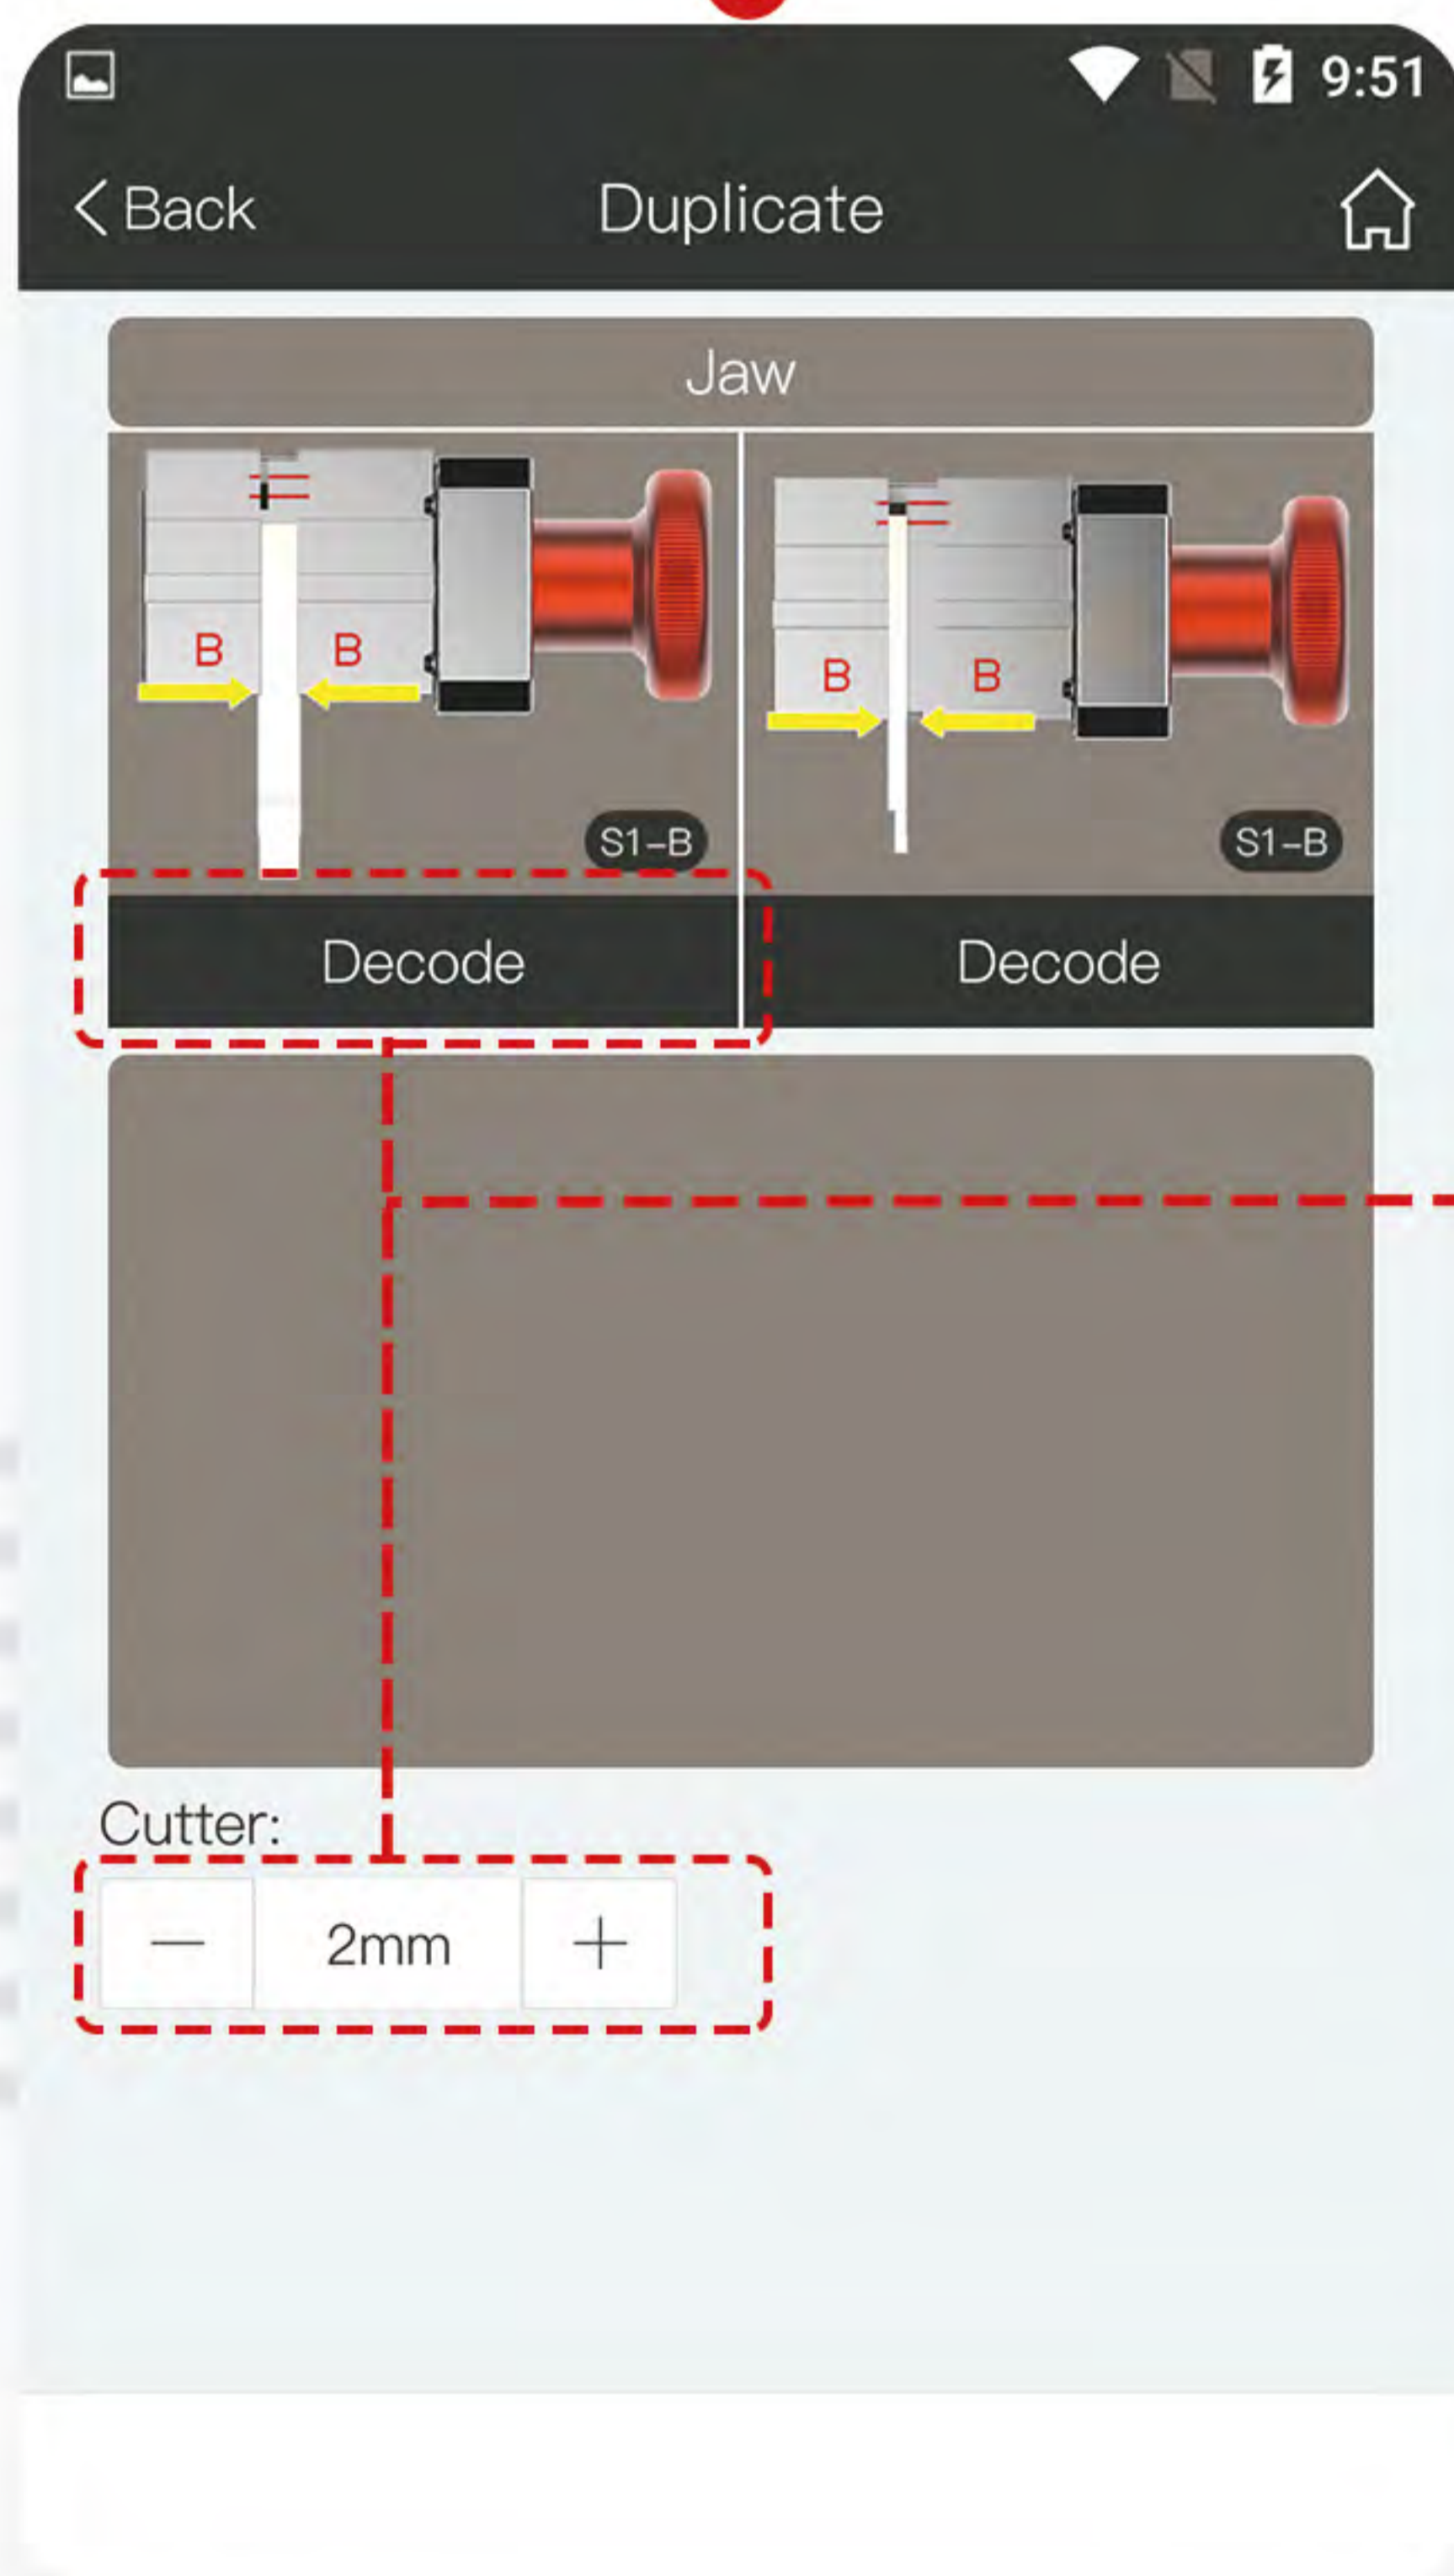 9:51
Back Duplicate
Jaw
B B B B
S1-B S1-B
Decode Decode
Cutter:
− 2mm +